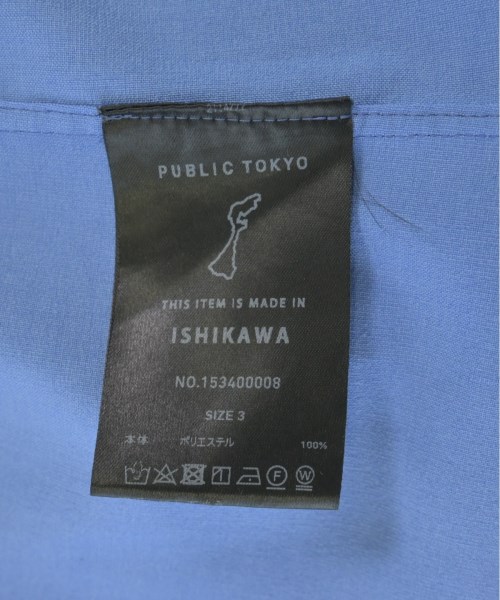 PUBLIC TOKYO
THIS ITEM IS MADE IN
ISHIKAWA
NO.153400008
SIZE 3
本体 ポリエステル 100%
F W